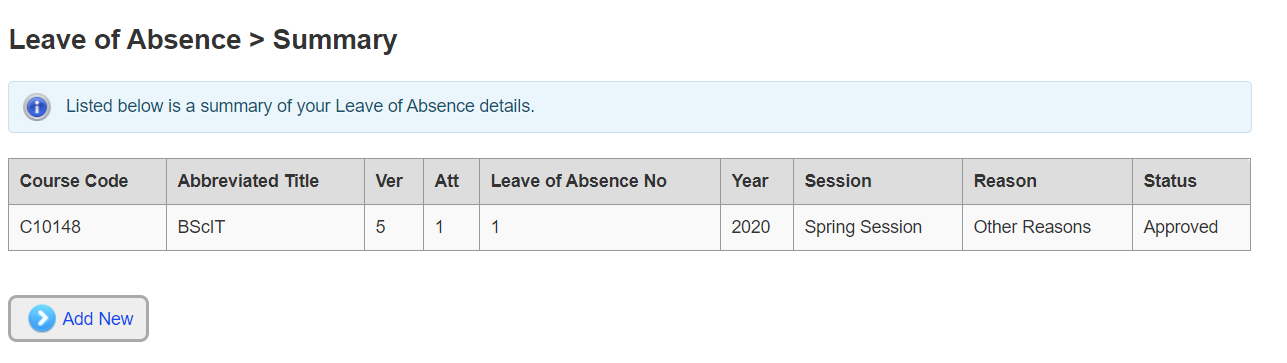 Leave of Absence > Summary
Listed below is a summary of your Leave of Absence details.
Course Code Abbreviated Title Ver Att Leave of Absence No Year Session Reason Status
C10148 BScIT 5 1 1 2020 Spring Session Other Reasons Approved
Add New